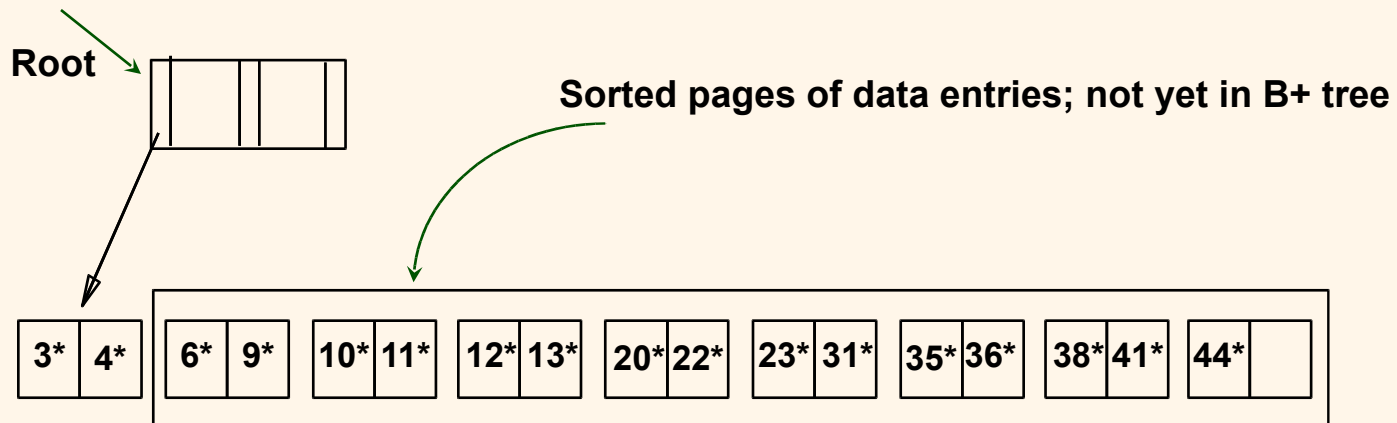 Root
Sorted pages of data entries; not yet in B+ tree
3* 4* 6* 9* 10* 11* 12* 13* 20* 22* 23* 31* 35* 36* 38* 41* 44*